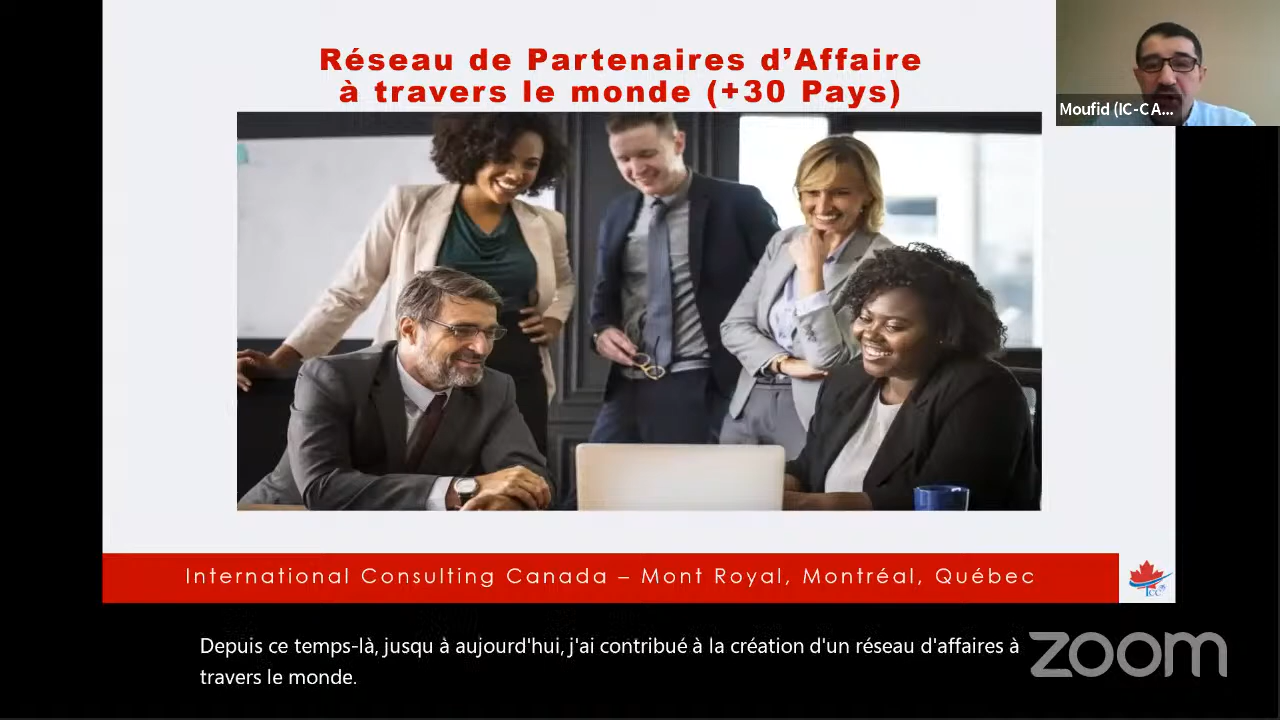 Réseau de Partenaires d’Affaire
à travers le monde (+30 Pays)
Moufid (IC-CA...
International Consulting Canada – Mont Royal, Montréal, Québec
Icc
Depuis ce temps-là, jusqu à aujourd'hui, j'ai contribué à la création d'un réseau d'affaires à
travers le monde.
zoom